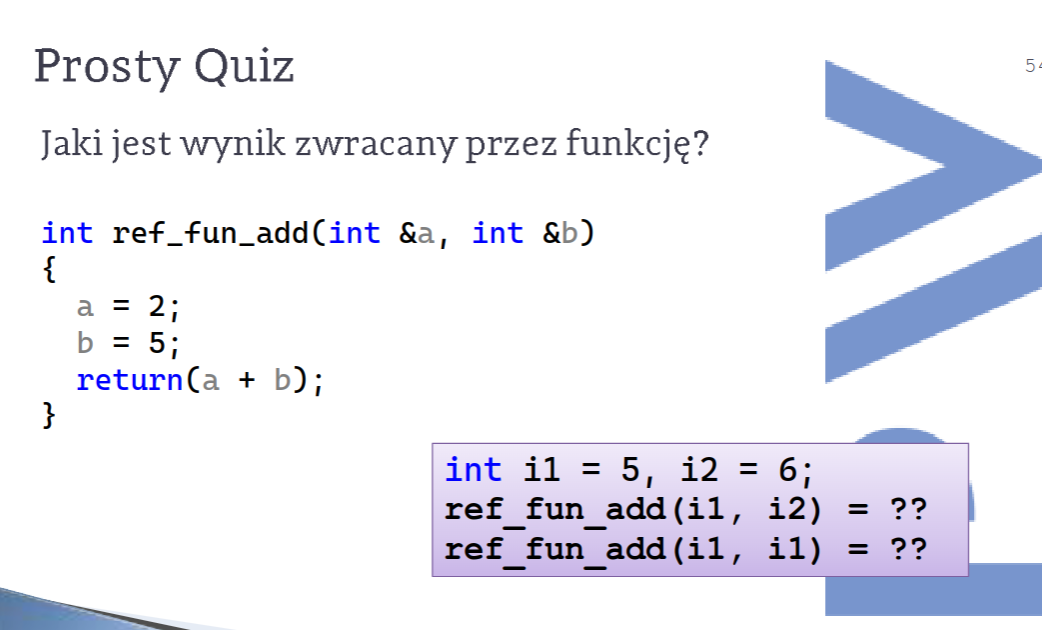 Prosty Quiz
54
Jaki jest wynik zwracany przez funkcję?
int ref_fun_add(int &a, int &b)
{
  a = 2;
  b = 5;
  return(a + b);
}
int i1 = 5, i2 = 6;
ref_fun_add(i1, i2) = ??
ref_fun_add(i1, i1) = ??